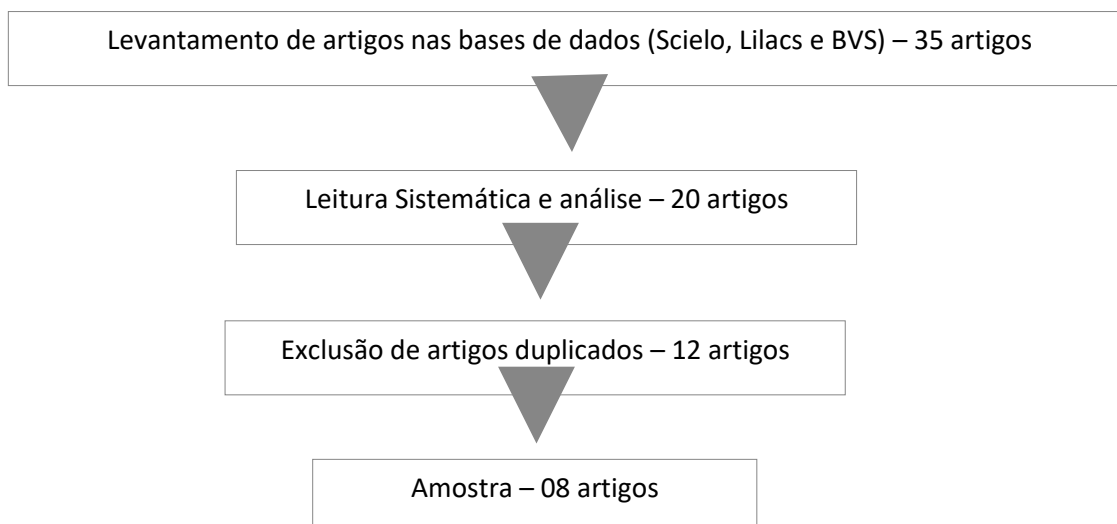 Levantamento de artigos nas bases de dados (Scielo, Lilacs e BVS) – 35 artigos
Leitura Sistemática e análise – 20 artigos
Exclusão de artigos duplicados – 12 artigos
Amostra – 08 artigos